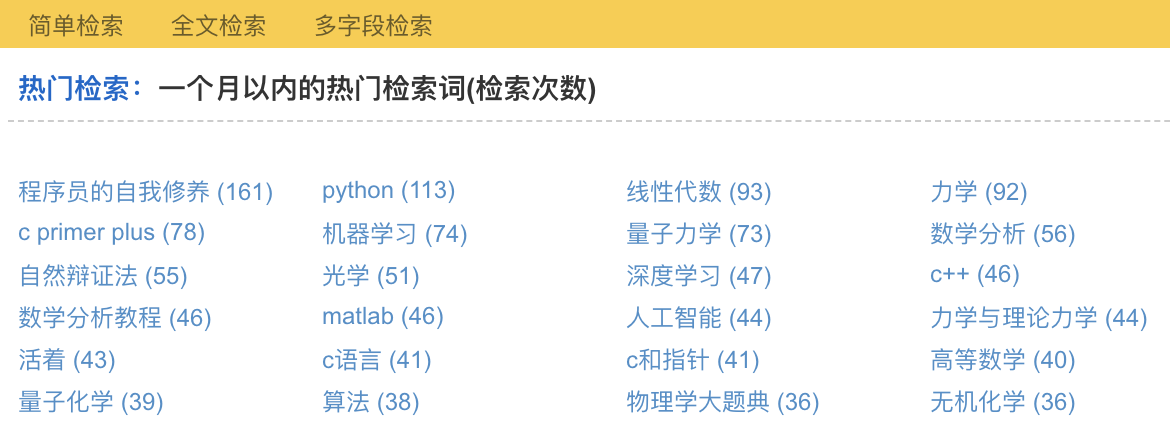 简单检索 全文检索 多字段检索
热门检索：一个月以内的热门检索词(检索次数)
程序员的自我修养 (161) python (113) 线性代数 (93) 力学 (92)
c primer plus (78) 机器学习 (74) 量子力学 (73) 数学分析 (56)
自然辩证法 (55) 光学 (51) 深度学习 (47) c++ (46)
数学分析教程 (46) matlab (46) 人工智能 (44) 力学与理论力学 (44)
活着 (43) c语言 (41) c和指针 (41) 高等数学 (40)
量子化学 (39) 算法 (38) 物理学大题典 (36) 无机化学 (36)